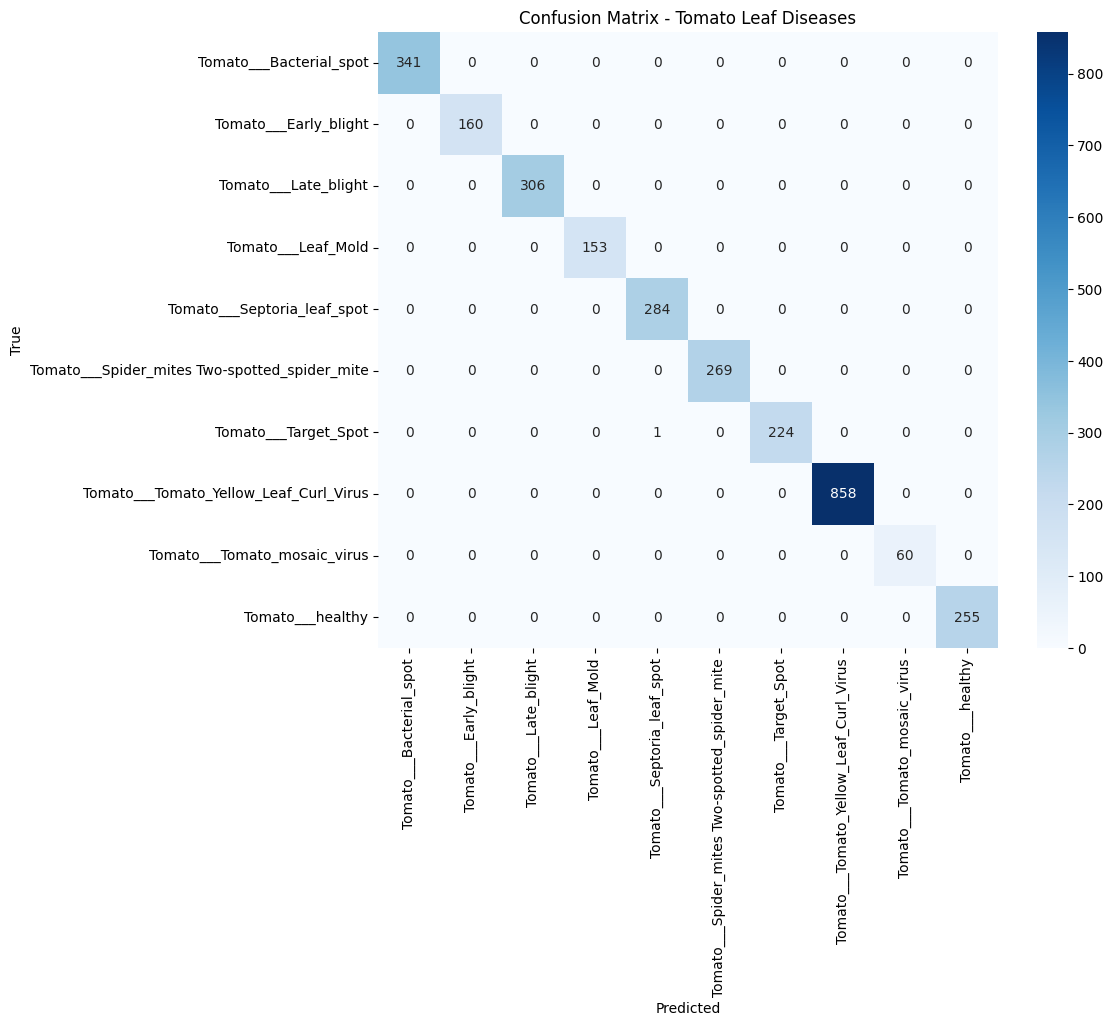 Confusion Matrix - Tomato Leaf Diseases
True
Tomato___Bacterial_spot 341 0 0 0 0 0 0 0 0 0
Tomato___Early_blight 0 160 0 0 0 0 0 0 0 0
Tomato___Late_blight 0 0 306 0 0 0 0 0 0 0
Tomato___Leaf_Mold 0 0 0 153 0 0 0 0 0 0
Tomato___Septoria_leaf_spot 0 0 0 0 284 0 0 0 0 0
Tomato___Spider_mites Two-spotted_spider_mite 0 0 0 0 0 269 0 0 0 0
Tomato___Target_Spot 0 0 0 0 1 0 224 0 0 0
Tomato___Tomato_Yellow_Leaf_Curl_Virus 0 0 0 0 0 0 0 858 0 0
Tomato___Tomato_mosaic_virus 0 0 0 0 0 0 0 0 60 0
Tomato___healthy 0 0 0 0 0 0 0 0 0 255
Tomato___Bacterial_spot
Tomato___Early_blight
Tomato___Late_blight
Tomato___Leaf_Mold
Tomato___Septoria_leaf_spot
Tomato___Spider_mites Two-spotted_spider_mite
Tomato___Target_Spot
Tomato___Tomato_Yellow_Leaf_Curl_Virus
Tomato___Tomato_mosaic_virus
Tomato___healthy
Predicted
800
700
600
500
400
300
200
100
0